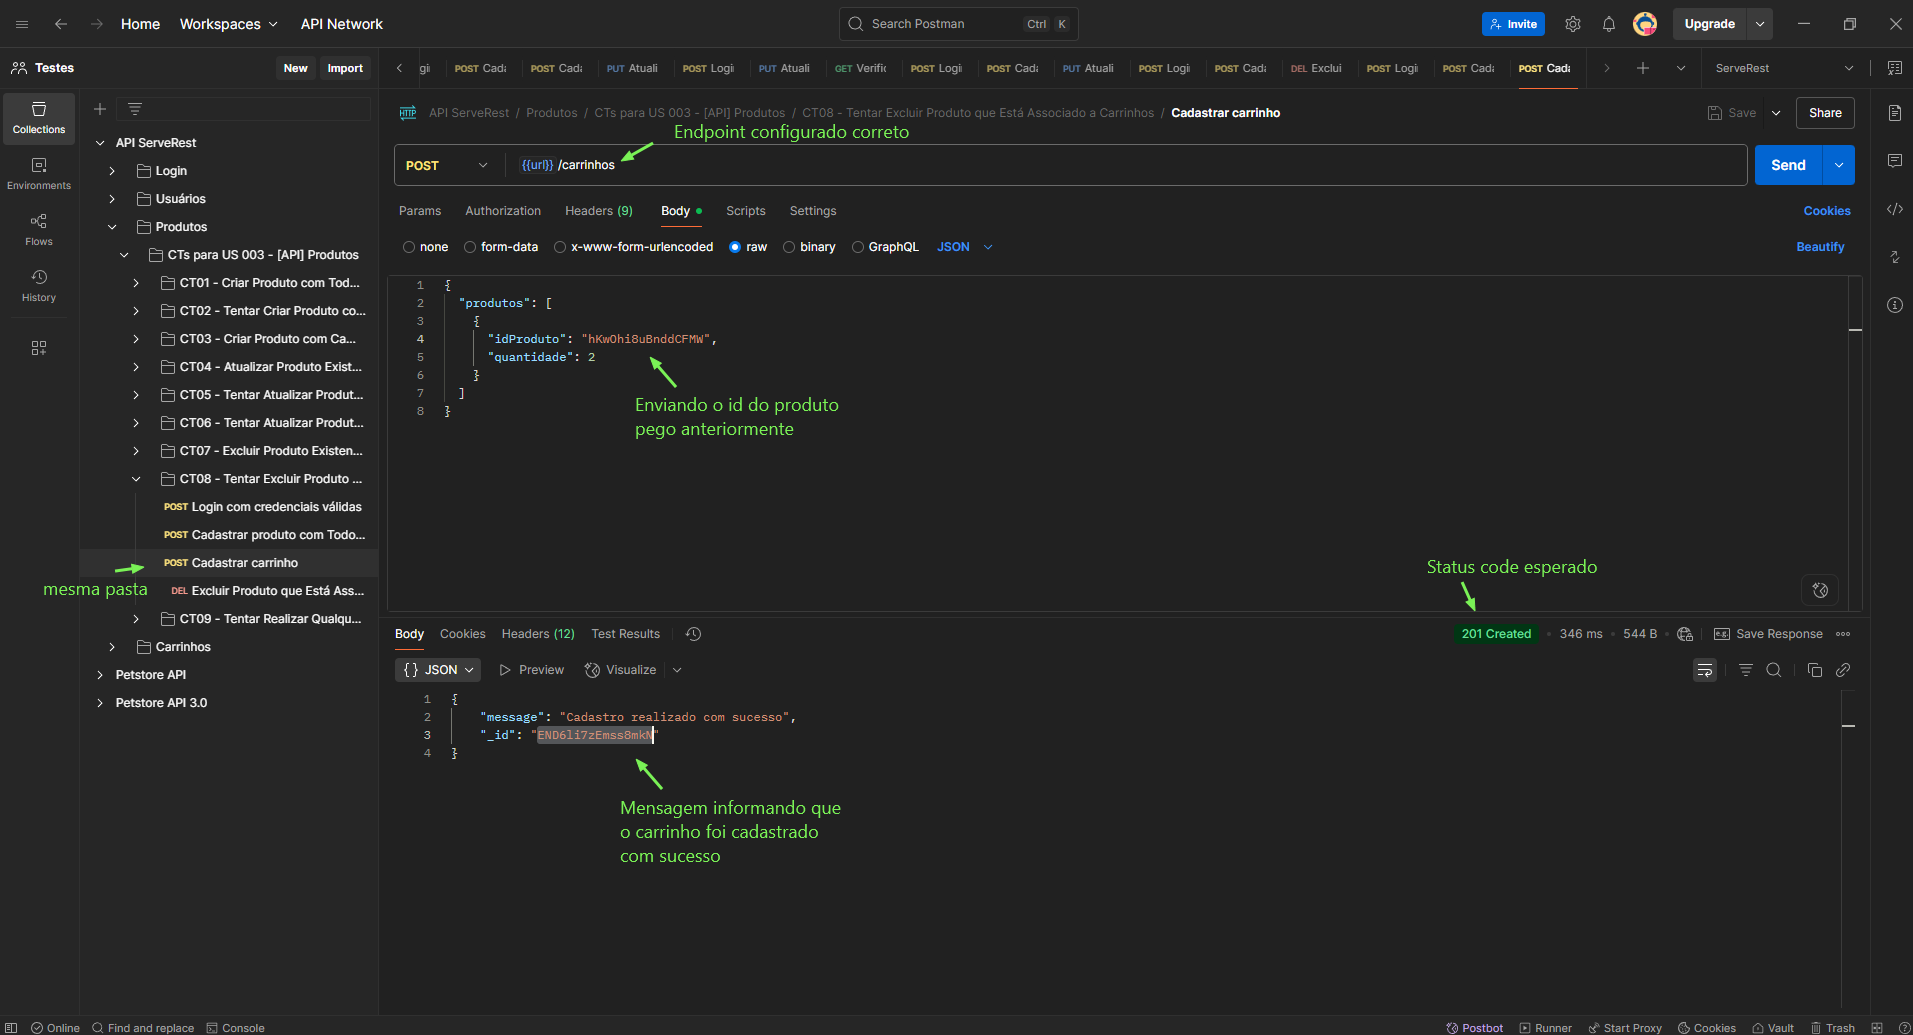 Home Workspaces API Network Search Postman Ctrl K Invite Upgrade
Testes New Import POST Cada POST Cada PUT Atuali POST Logi PUT Atuali GET Verific POST Logi POST Cada PUT Atuali POST Logi POST Cada DEL Exclui POST Logi POST Cada POST Cada ServeRest
Collections
Environments
Flows
History
API ServeRest
Login
Usuários
Produtos
CTs para US 003 - [API] Produtos
CT01 - Criar Produto com Tod...
CT02 - Tentar Criar Produto co...
CT03 - Criar Produto com Ca...
CT04 - Atualizar Produto Exist...
CT05 - Tentar Atualizar Produt...
CT06 - Tentar Atualizar Produt...
CT07 - Excluir Produto Existen...
CT08 - Tentar Excluir Produto ...
POST Login com credenciais válidas
POST Cadastrar produto com Todo...
POST Cadastrar carrinho
mesma pasta
DEL Excluir Produto que Está Ass...
CT09 - Tentar Realizar Qualqu...
Carrinhos
Petstore API
Petstore API 3.0
HTTP API ServeRest / Produtos / CTs para US 003 - [API] Produtos / CT08 - Tentar Excluir Produto que Está Associado a Carrinhos / Cadastrar carrinho Save Share
Endpoint configurado correto
POST {{url}} /carrinhos Send
Params Authorization Headers (9) Body Scripts Settings Cookies
none form-data x-www-form-urlencoded raw binary GraphQL JSON Beautify
1 {
2 "produtos": [
3 {
4 "idProduto": "hKwOhi8uBnddCFMW",
5 "quantidade": 2
6 }
7 ]
8 }
Enviando o id do produto
pego anteriormente
Status code esperado
Body Cookies Headers (12) Test Results 201 Created 346 ms 544 B e.g. Save Response
{} JSON Preview Visualize
1 {
2 "message": "Cadastro realizado com sucesso",
3 "_id": "END6li7zEmss8mkN"
4 }
Mensagem informando que
o carrinho foi cadastrado
com sucesso
Online Find and replace Console Postbot Runner Start Proxy Cookies Vault Trash